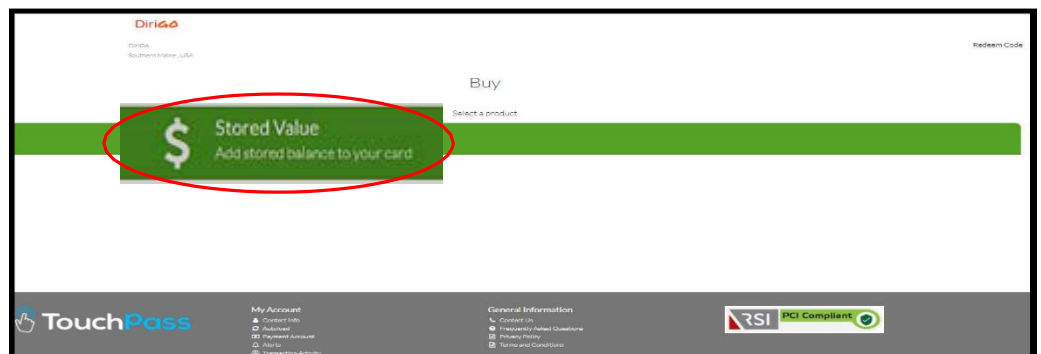 DiriGo
DiriGo
Southern Maine, USA
Redeem Code
Buy
Select a product
$
Stored Value
Add stored balance to your card
TouchPass
My Account
Contact Info
Autoload
Payment Account
Alerts
Transaction Activity
General Information
Contact Us
Frequently Asked Questions
Privacy Policy
Terms and Conditions
RSI
PCI Compliant